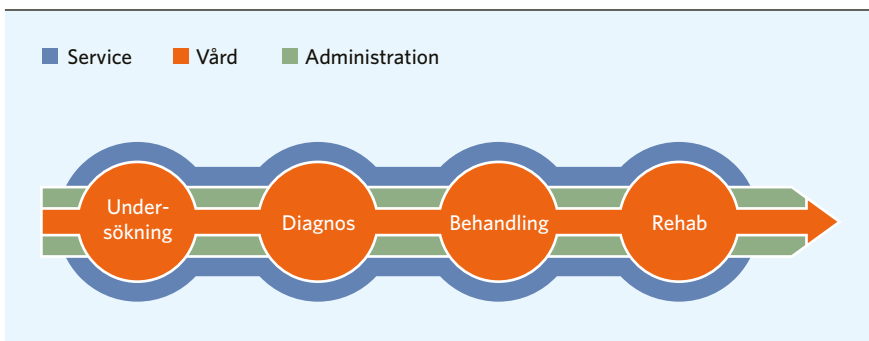 Service Vård Administration
Under-
sökning
Diagnos
Behandling
Rehab